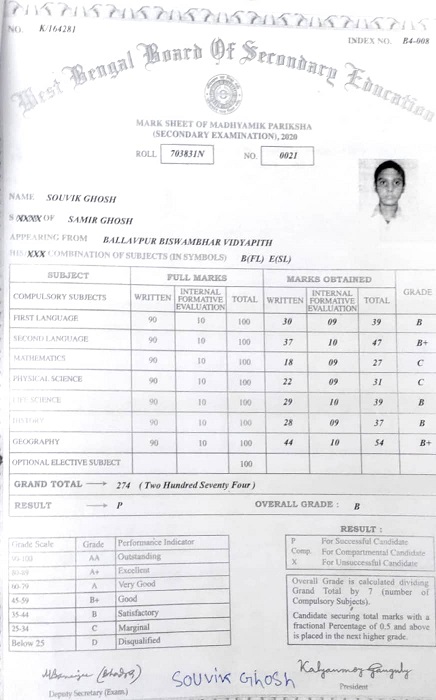 NO. K/164281
INDEX NO. B4-008
West Bengal Board Of Secondary Education
MARK SHEET OF MADHYAMIK PARIKSHA
(SECONDARY EXAMINATION), 2020
ROLL 703831N NO. 0021
NAME SOUVIK GHOSH
S XXXX OF SAMIR GHOSH
APPEARING FROM BALLAVPUR BISWAMBHAR VIDYAPITH
HIS XXX COMBINATION OF SUBJECTS (IN SYMBOLS) B(FL) E(SL)
SUBJECT FULL MARKS MARKS OBTAINED GRADE
COMPULSORY SUBJECTS WRITTEN INTERNAL FORMATIVE EVALUATION TOTAL WRITTEN INTERNAL FORMATIVE EVALUATION TOTAL
FIRST LANGUAGE 90 10 100 30 09 39 B
SECOND LANGUAGE 90 10 100 37 10 47 B+
MATHEMATICS 90 10 100 18 09 27 C
PHYSICAL SCIENCE 90 10 100 22 09 31 C
LIFE SCIENCE 90 10 100 29 10 39 B
HISTORY 90 10 100 28 09 37 B
GEOGRAPHY 90 10 100 44 10 54 B+
OPTIONAL ELECTIVE SUBJECT 100
GRAND TOTAL 274 (Two Hundred Seventy Four)
RESULT P OVERALL GRADE : B
Grade Scale Grade Performance Indicator
90-100 AA Outstanding
80-89 A+ Excellent
60-79 A Very Good
45-59 B+ Good
35-44 B Satisfactory
25-34 C Marginal
Below 25 D Disqualified
RESULT :
P For Successful Candidate
Comp. For Compartmental Candidate
X For Unsuccessful Candidate
Overall Grade is calculated dividing
Grand Total by 7 (number of
Compulsory Subjects).
Candidate securing total marks with a
fractional Percentage of 0.5 and above
is placed in the next higher grade.
Souvik Ghosh
Kalyanmoy Ganguly
Deputy Secretary (Exam.)
President